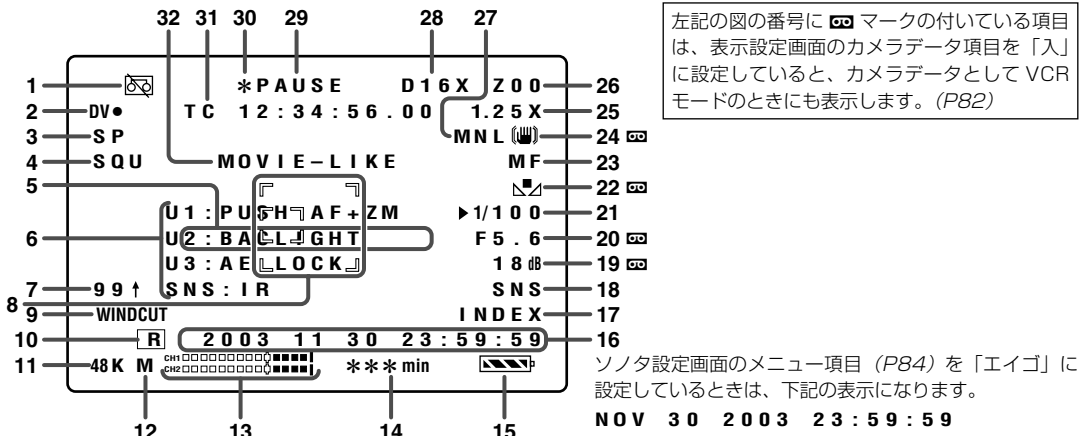 32 31 30 29 28 27
左記の図の番号に マークの付いている項目
は、表示設定画面のカメラデータ項目を「入」
に設定していると、カメラデータとして VCR
モードのときにも表示します。(P82)
1 ＊PAUSE D16X Z00 26
2 DV● TC 12:34:56.00 1.25X 25
3 SP MNL 24
4 SQU MOVIE–LIKE MF 23
5 22
6 U1:PUSH AF+ZM ▶1/100 21
U2:BACLIGHT F5.6 20
U3:AE LOCK 18dB 19
7 99↑ SNS:IR SNS 18
8
9 WINDCUT INDEX 17
10 R 2003 11 30 23:59:59 16
11 48K M CH1 CH2 ＊＊＊min
12 13 14 15
ソノタ設定画面のメニュー項目(P84)を「エイゴ」に
設定しているときは、下記の表示になります。
NOV 30 2003 23:59:59